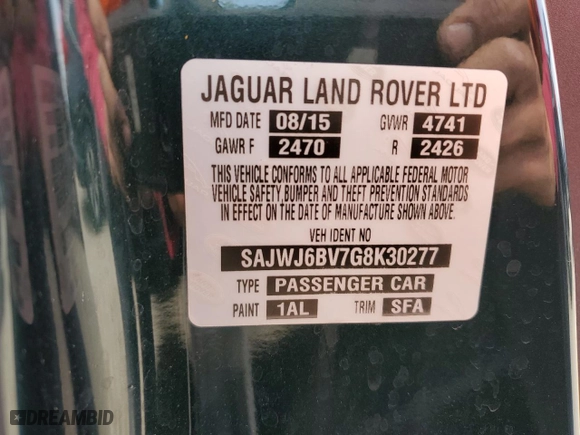 JAGUAR LAND ROVER LTD
MFD DATE 08/15 GVWR 4741
GAWR F 2470 R 2426
THIS VEHICLE CONFORMS TO ALL APPLICABLE FEDERAL MOTOR
VEHICLE SAFETY, BUMPER AND THEFT PREVENTION STANDARDS
IN EFFECT ON THE DATE OF MANUFACTURE SHOWN ABOVE.
VEH IDENT NO
SAJWJ6BV7G8K30277
TYPE PASSENGER CAR
PAINT 1AL TRIM SFA
DREAMBID